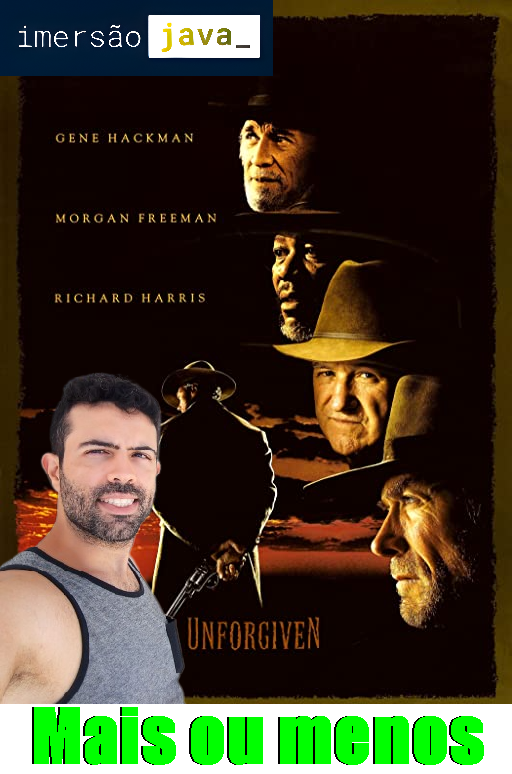 imersão java_
GENE HACKMAN
MORGAN FREEMAN
RICHARD HARRIS
UNFORGIVEN
Mais ou menos